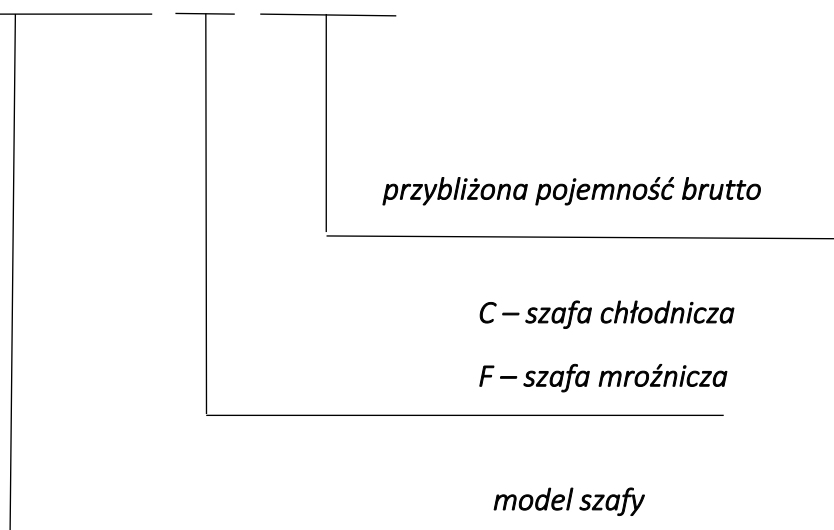 przybliżona pojemność brutto
C – szafa chłodnicza
F – szafa mroźnicza
model szafy